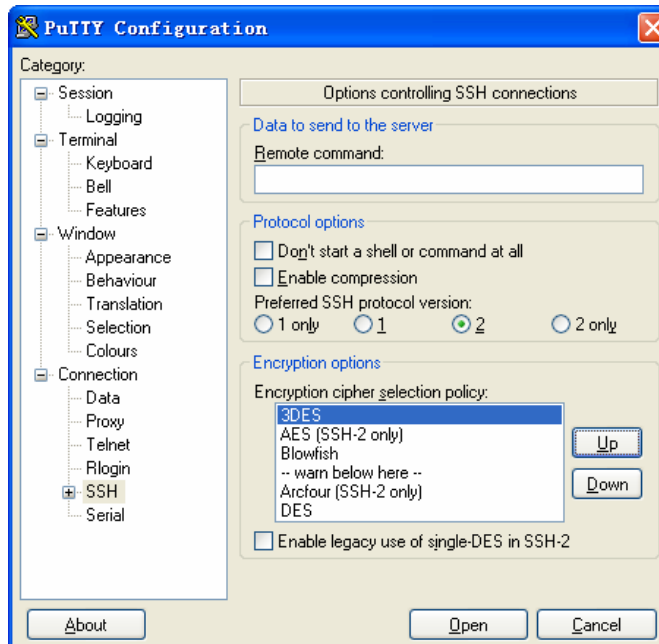 PuTTY Configuration
Category:
Session
Logging
Terminal
Keyboard
Bell
Features
Window
Appearance
Behaviour
Translation
Selection
Colours
Connection
Data
Proxy
Telnet
Rlogin
SSH
Serial
Options controlling SSH connections
Data to send to the server
Remote command:
Protocol options
Don't start a shell or command at all
Enable compression
Preferred SSH protocol version:
1 only 1 2 2 only
Encryption options
Encryption cipher selection policy:
3DES
AES (SSH-2 only)
Blowfish
-- warn below here --
Arcfour (SSH-2 only)
DES
Up
Down
Enable legacy use of single-DES in SSH-2
About Open Cancel